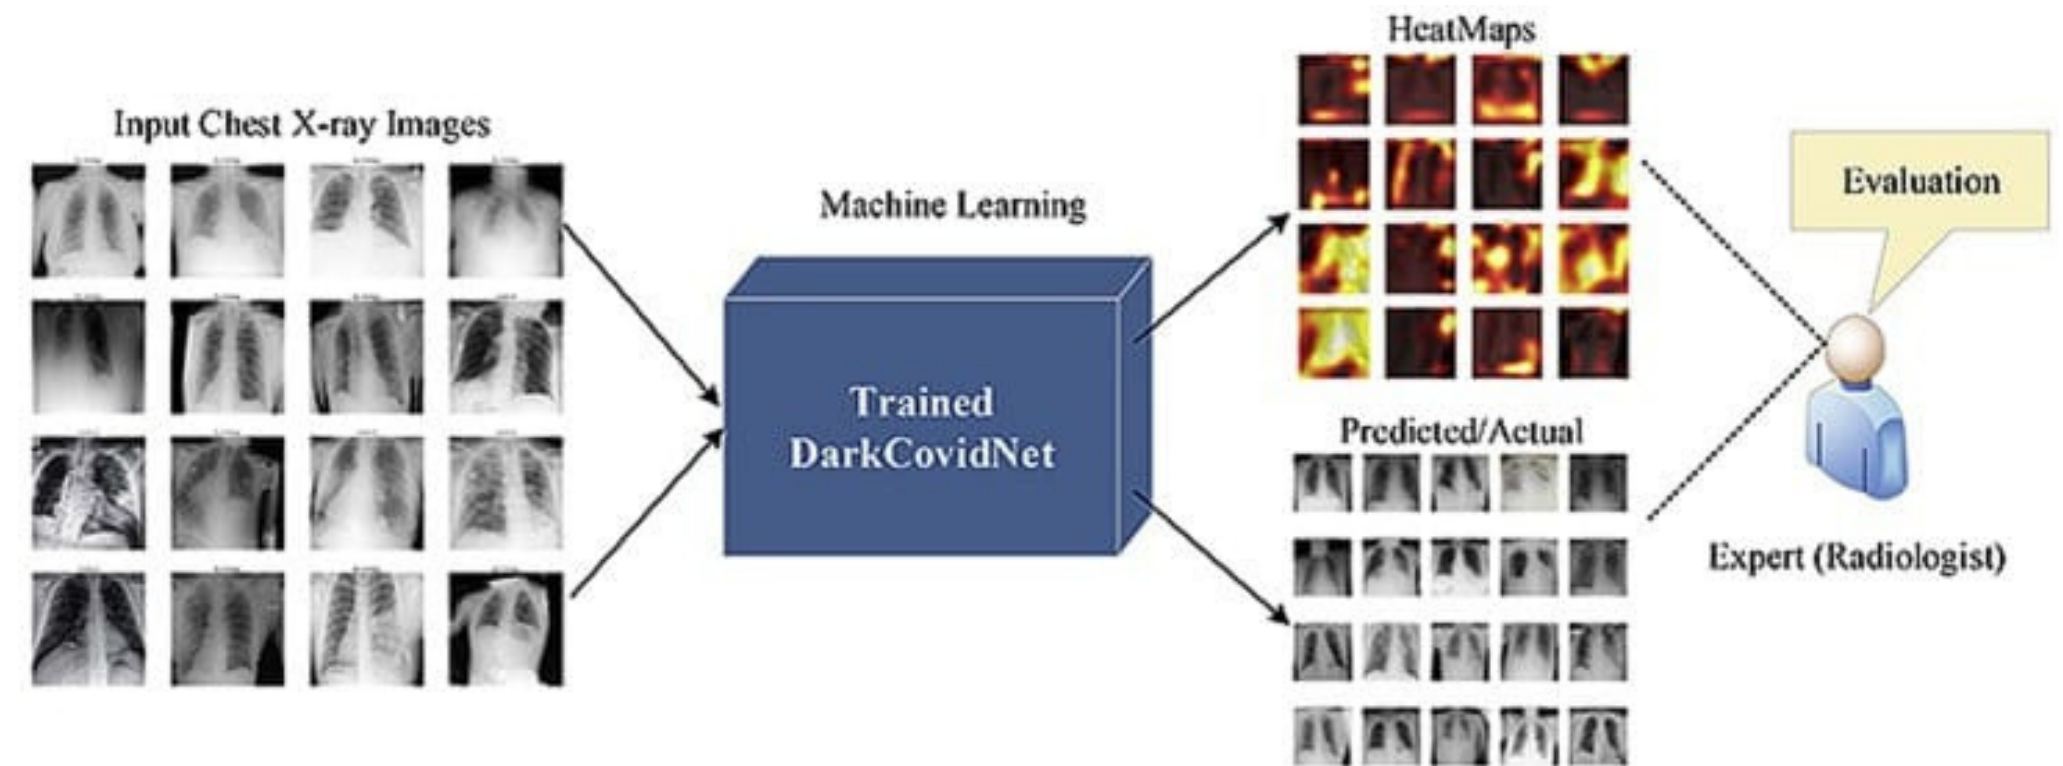 Input Chest X-ray Images
Machine Learning
Trained
DarkCovidNet
HeatMaps
Predicted/Actual
Evaluation
Expert (Radiologist)